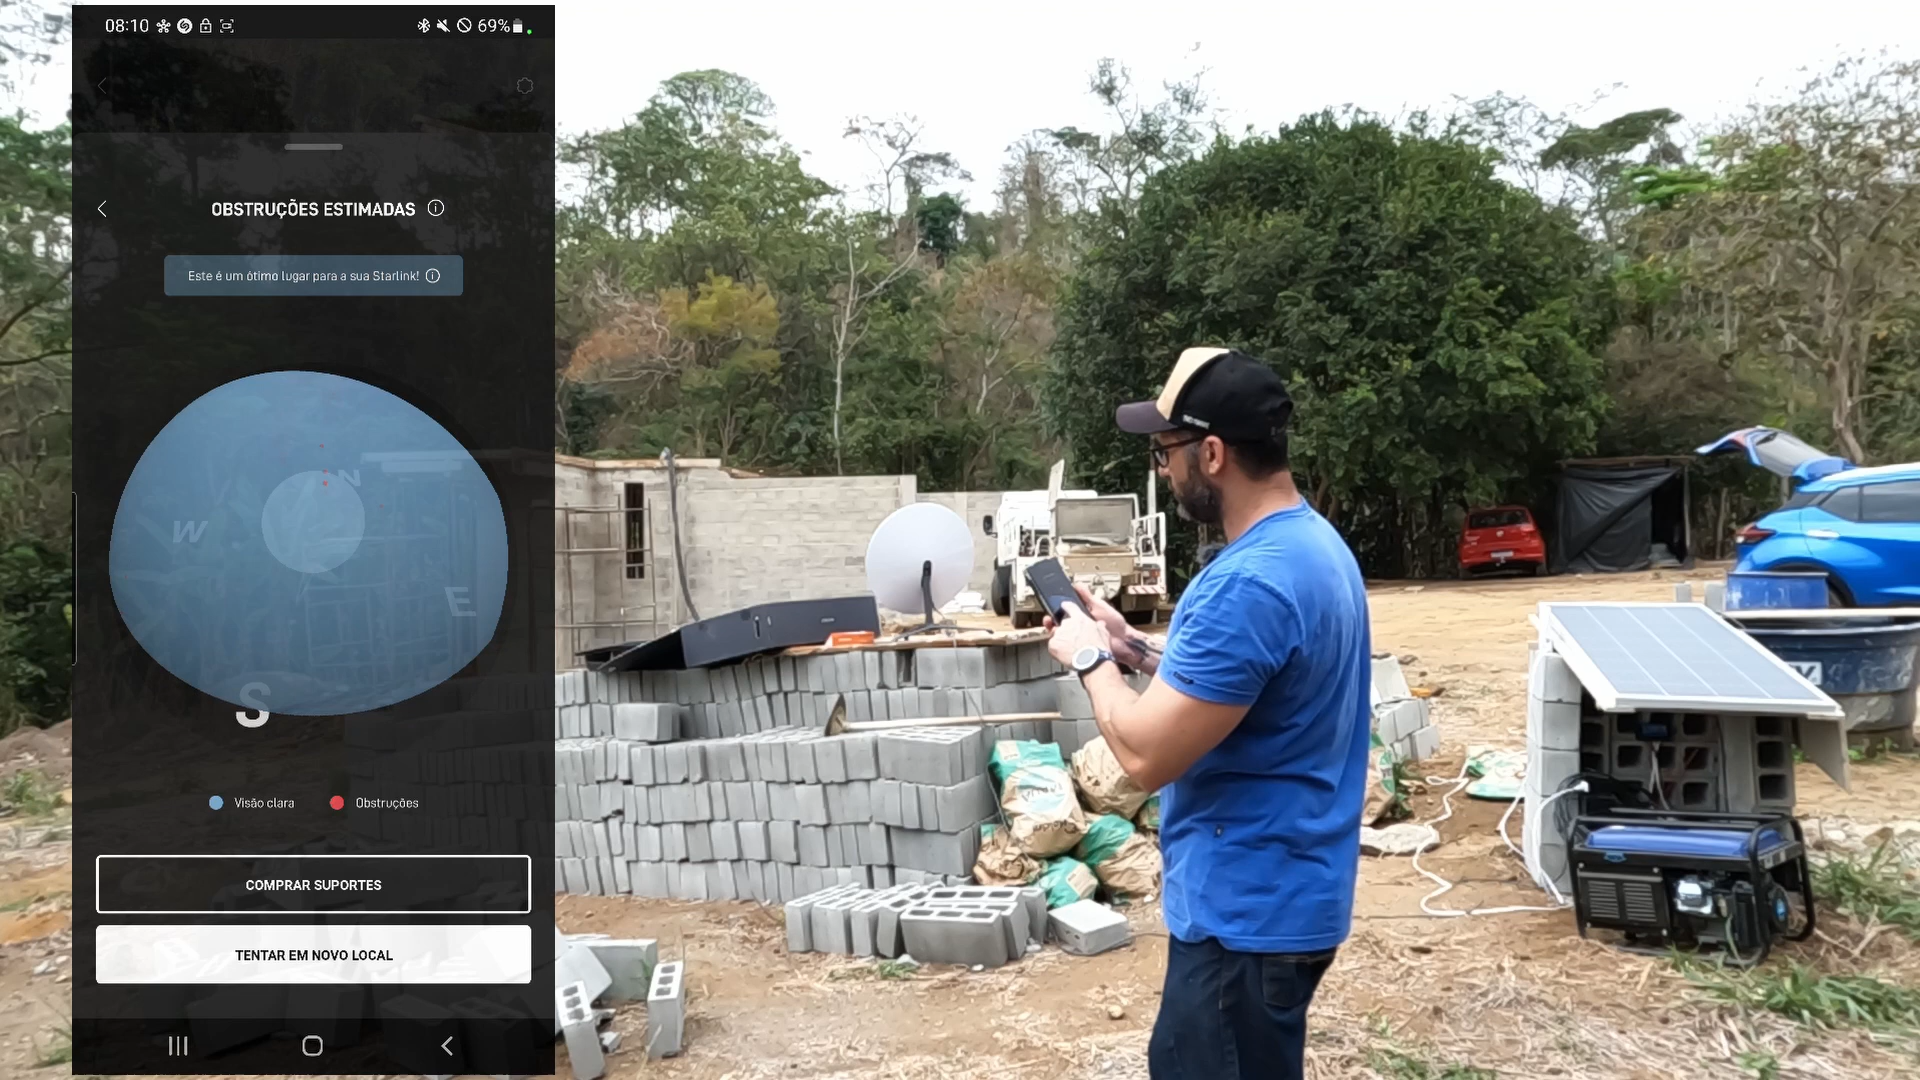 08:10
69%
OBSTRUÇÕES ESTIMADAS
Este é um ótimo lugar para a sua Starlink!
N
W
E
S
Visão clara
Obstruções
COMPRAR SUPORTES
TENTAR EM NOVO LOCAL